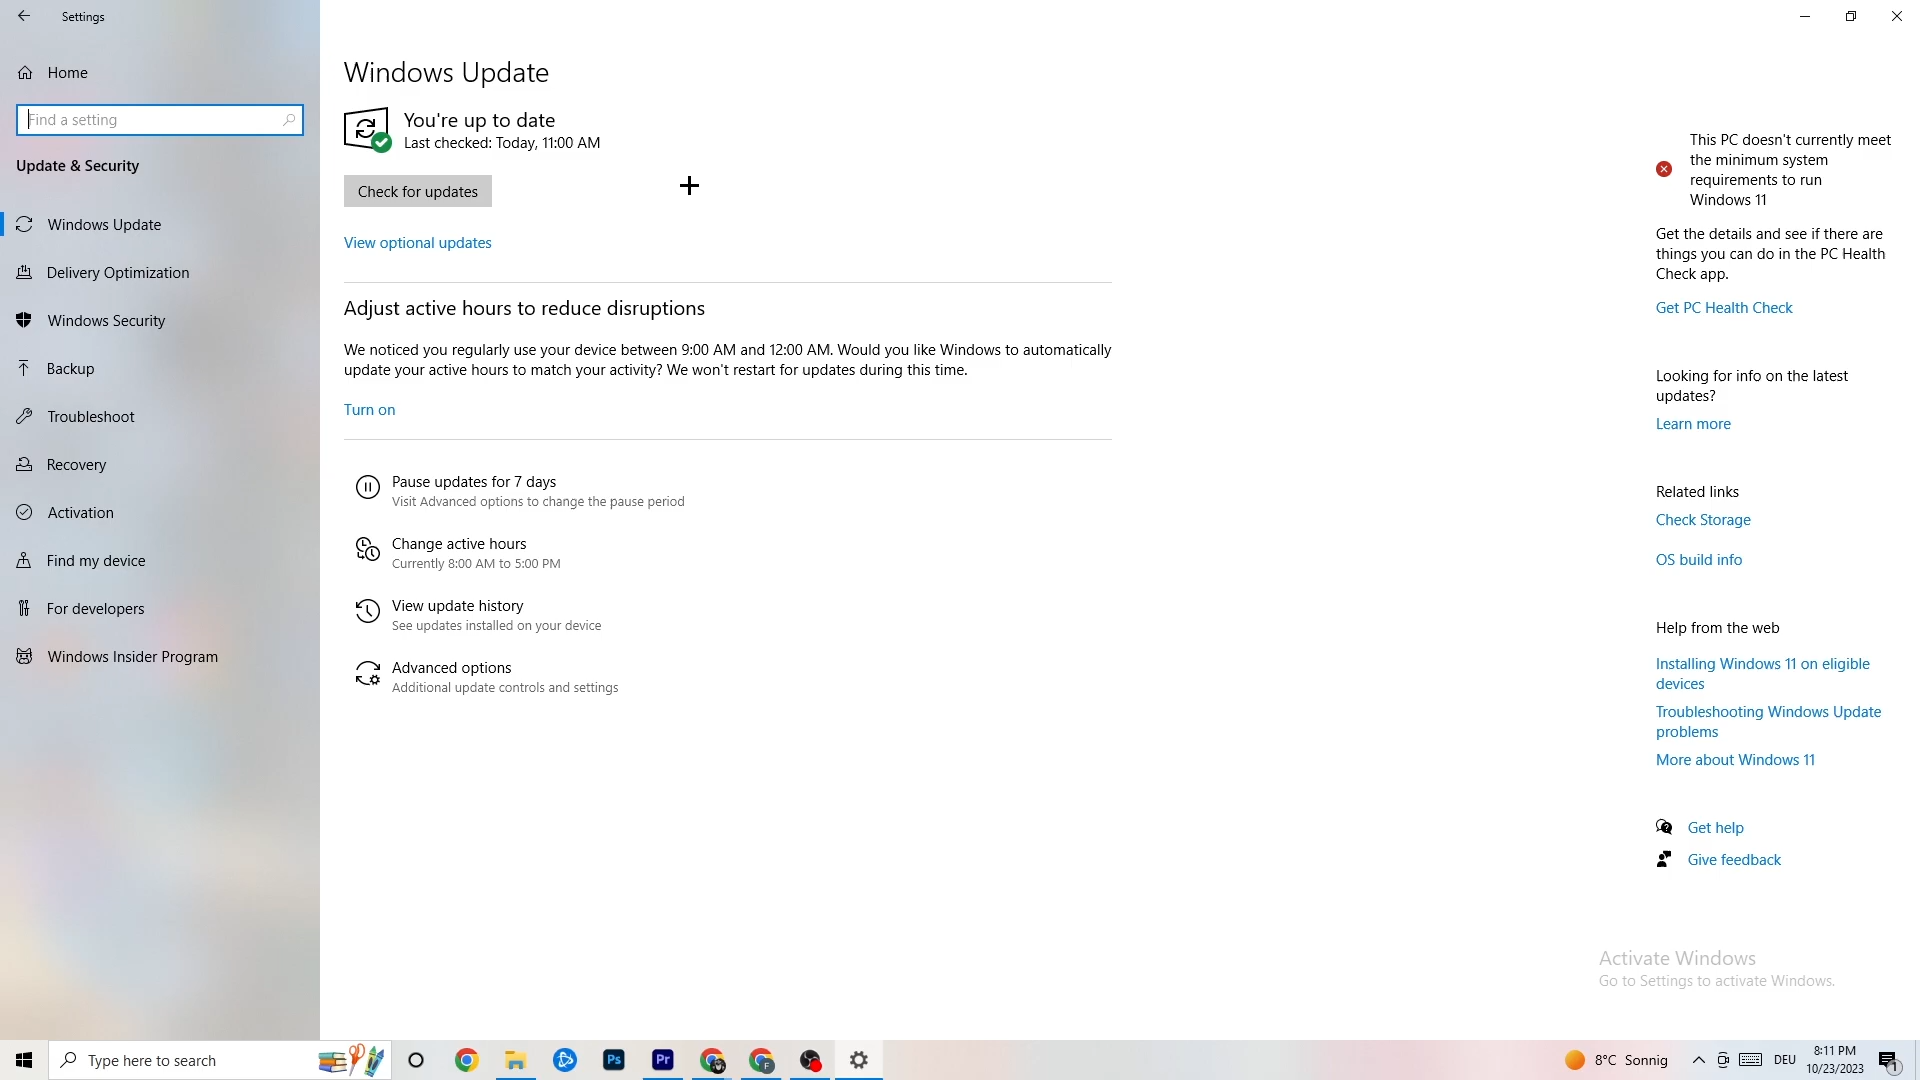 Settings
Home
Find a setting
Update & Security
Windows Update
Delivery Optimization
Windows Security
Backup
Troubleshoot
Recovery
Activation
Find my device
For developers
Windows Insider Program
Windows Update
You're up to date
Last checked: Today, 11:00 AM
Check for updates
View optional updates
Adjust active hours to reduce disruptions
We noticed you regularly use your device between 9:00 AM and 12:00 AM. Would you like Windows to automatically
update your active hours to match your activity? We won't restart for updates during this time.
Turn on
Pause updates for 7 days
Visit Advanced options to change the pause period
Change active hours
Currently 8:00 AM to 5:00 PM
View update history
See updates installed on your device
Advanced options
Additional update controls and settings
This PC doesn't currently meet
the minimum system
requirements to run
Windows 11
Get the details and see if there are
things you can do in the PC Health
Check app.
Get PC Health Check
Looking for info on the latest
updates?
Learn more
Related links
Check Storage
OS build info
Help from the web
Installing Windows 11 on eligible
devices
Troubleshooting Windows Update
problems
More about Windows 11
Get help
Give feedback
Activate Windows
Go to Settings to activate Windows.
Type here to search
Ps
Pr
F
8°C Sonnig
DEU
8:11 PM
10/23/2023
1